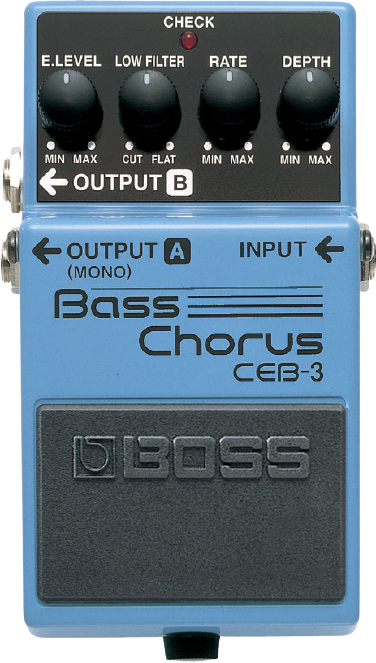 CHECK
E.LEVEL LOW FILTER RATE DEPTH
MIN MAX CUT FLAT MIN MAX MIN MAX
OUTPUT B
OUTPUT A INPUT
(MONO)
Bass
Chorus
CEB-3
BOSS